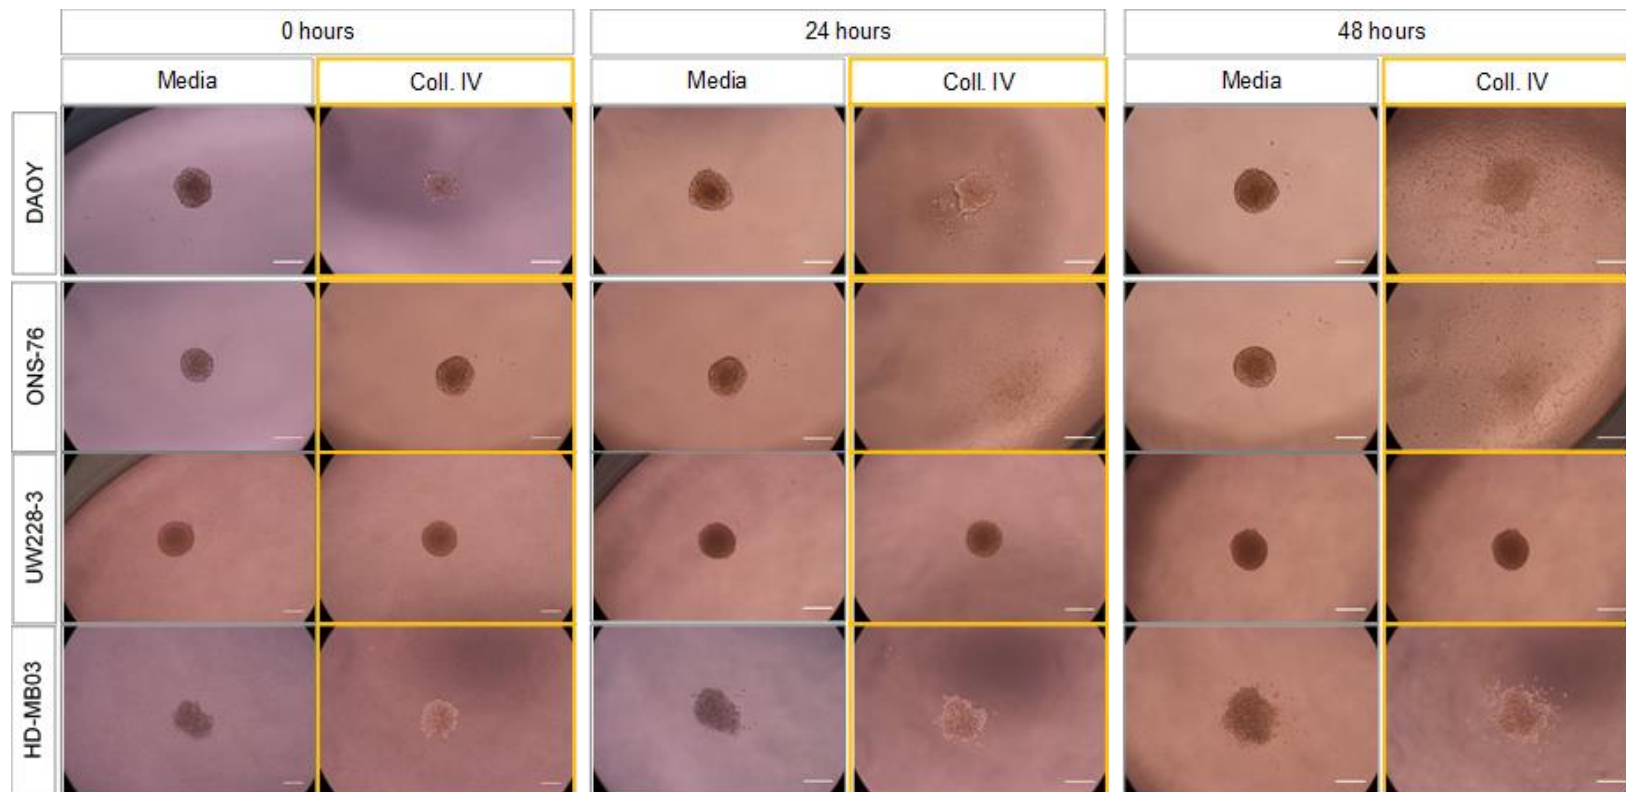 0 hours 24 hours 48 hours
Media Coll. IV Media Coll. IV Media Coll. IV
DAOY
ONS-76
UW228-3
HD-MB03